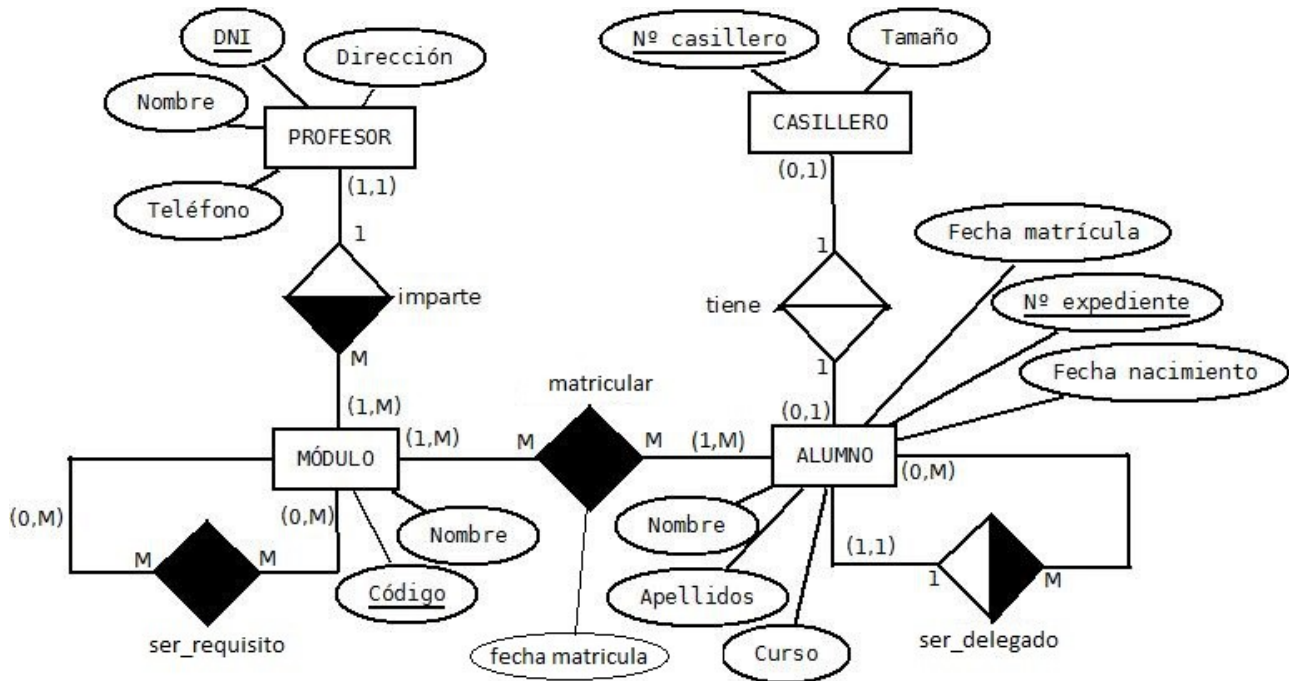 DNI
Nº casillero
Tamaño
Dirección
Nombre
PROFESOR
CASILLERO
(1,1)
(0,1)
Teléfono
Fecha matrícula
1
1
imparte
tiene
Nº expediente
M
1
Fecha nacimiento
matricular
(1,M)
(0,1)
MÓDULO
(1,M)
M
M
(1,M)
ALUMNO
(0,M)
(0,M)
(0,M)
Nombre
Nombre
(1,1)
M
M
Código
Apellidos
1
M
ser_requisito
fecha matricula
Curso
ser_delegado